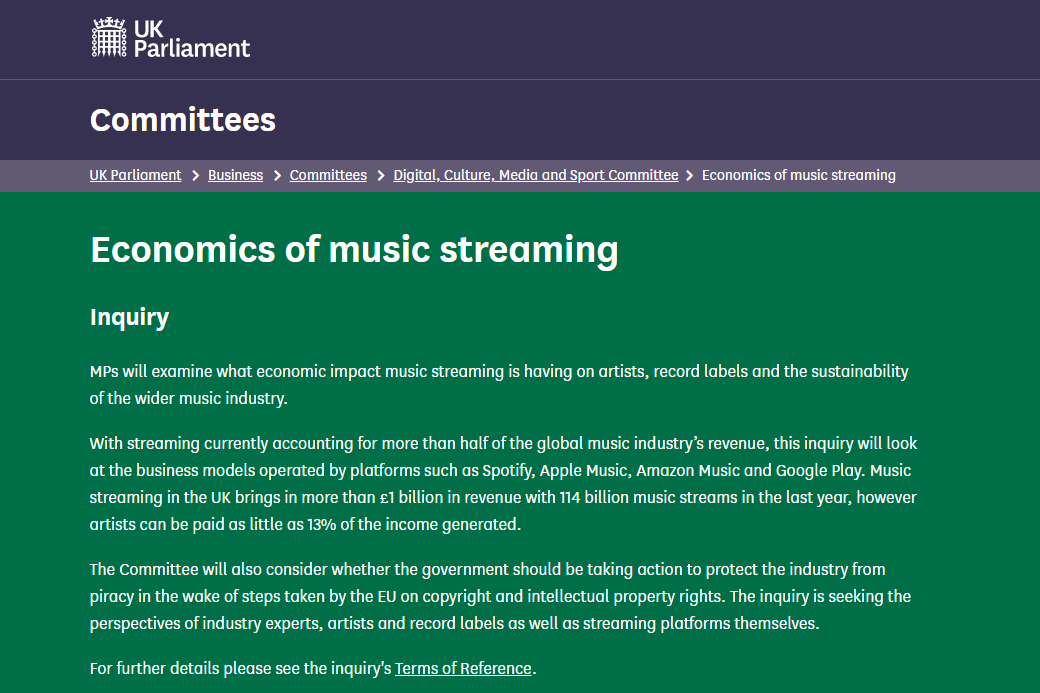 UK
Parliament
Committees
UK Parliament > Business > Committees > Digital, Culture, Media and Sport Committee > Economics of music streaming
Economics of music streaming
Inquiry
MPs will examine what economic impact music streaming is having on artists, record labels and the sustainability
of the wider music industry.
With streaming currently accounting for more than half of the global music industry’s revenue, this inquiry will look
at the business models operated by platforms such as Spotify, Apple Music, Amazon Music and Google Play. Music
streaming in the UK brings in more than £1 billion in revenue with 114 billion music streams in the last year, however
artists can be paid as little as 13% of the income generated.
The Committee will also consider whether the government should be taking action to protect the industry from
piracy in the wake of steps taken by the EU on copyright and intellectual property rights. The inquiry is seeking the
perspectives of industry experts, artists and record labels as well as streaming platforms themselves.
For further details please see the inquiry's Terms of Reference.